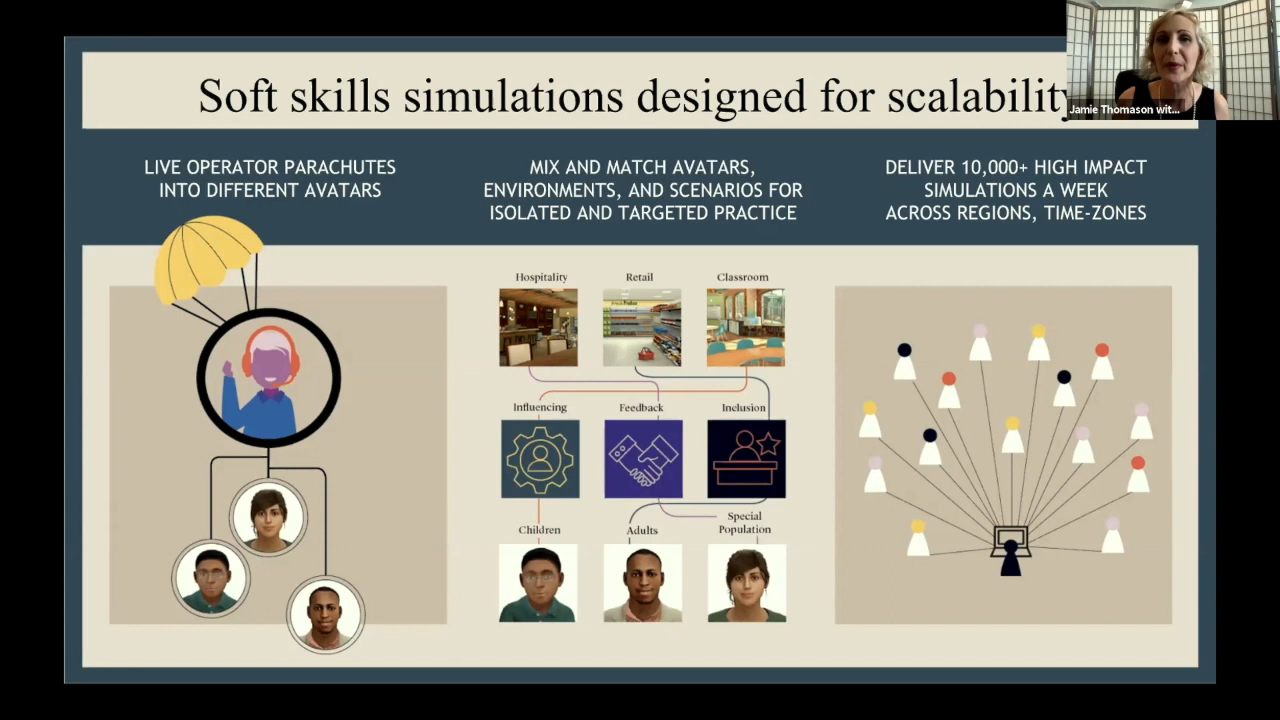 Soft skills simulations designed for scalability
Jamie Thomason wit...
LIVE OPERATOR PARACHUTES
INTO DIFFERENT AVATARS
MIX AND MATCH AVATARS,
ENVIRONMENTS, AND SCENARIOS FOR
ISOLATED AND TARGETED PRACTICE
DELIVER 10,000+ HIGH IMPACT
SIMULATIONS A WEEK
ACROSS REGIONS, TIME-ZONES
Hospitality
Retail
Classroom
Influencing
Feedback
Inclusion
Children
Adults
Special
Population